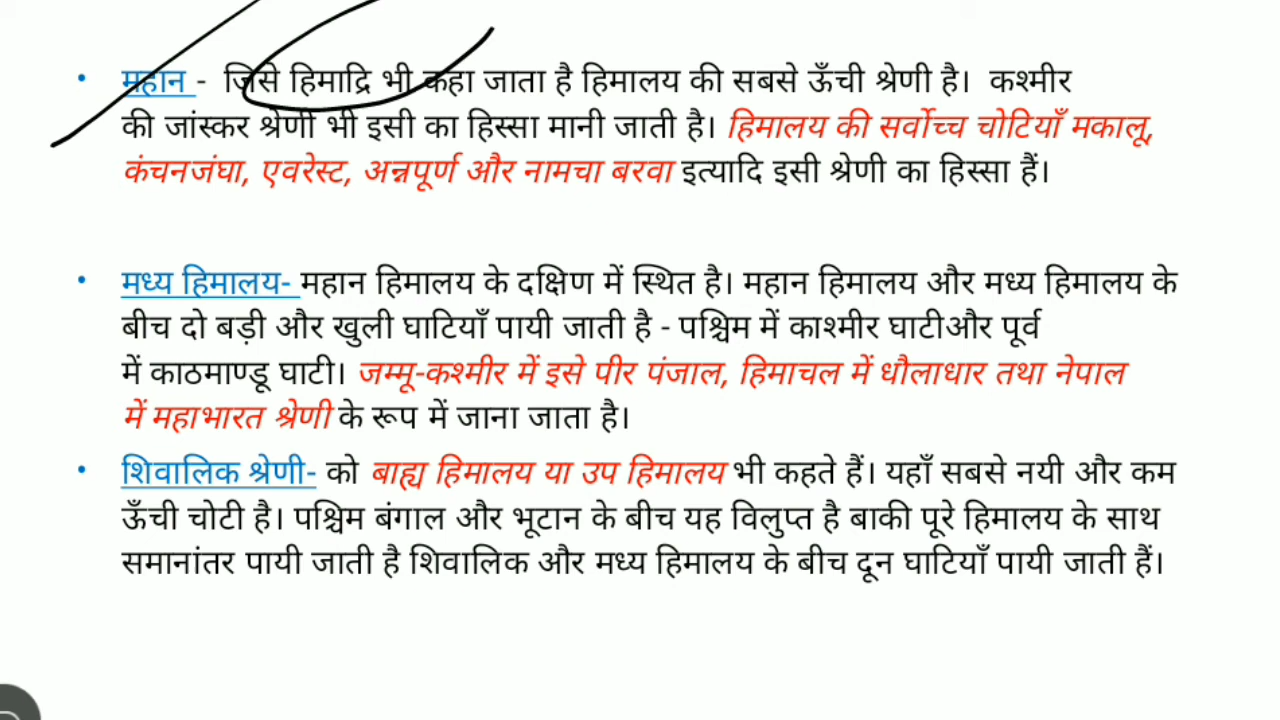 • महान - जिसे हिमाद्रि भी कहा जाता है हिमालय की सबसे ऊँची श्रेणी है। कश्मीर
की जांस्कर श्रेणी भी इसी का हिस्सा मानी जाती है। हिमालय की सर्वोच्च चोटियाँ मकालू,
कंचनजंघा, एवरेस्ट, अन्नपूर्ण और नामचा बरवा इत्यादि इसी श्रेणी का हिस्सा हैं।
• मध्य हिमालय- महान हिमालय के दक्षिण में स्थित है। महान हिमालय और मध्य हिमालय के
बीच दो बड़ी और खुली घाटियाँ पायी जाती है - पश्चिम में काश्मीर घाटीऔर पूर्व
में काठमाण्डू घाटी। जम्मू-कश्मीर में इसे पीर पंजाल, हिमाचल में धौलाधार तथा नेपाल
में महाभारत श्रेणी के रूप में जाना जाता है।
• शिवालिक श्रेणी- को बाह्य हिमालय या उप हिमालय भी कहते हैं। यहाँ सबसे नयी और कम
ऊँची चोटी है। पश्चिम बंगाल और भूटान के बीच यह विलुप्त है बाकी पूरे हिमालय के साथ
समानांतर पायी जाती है शिवालिक और मध्य हिमालय के बीच दून घाटियाँ पायी जाती हैं।